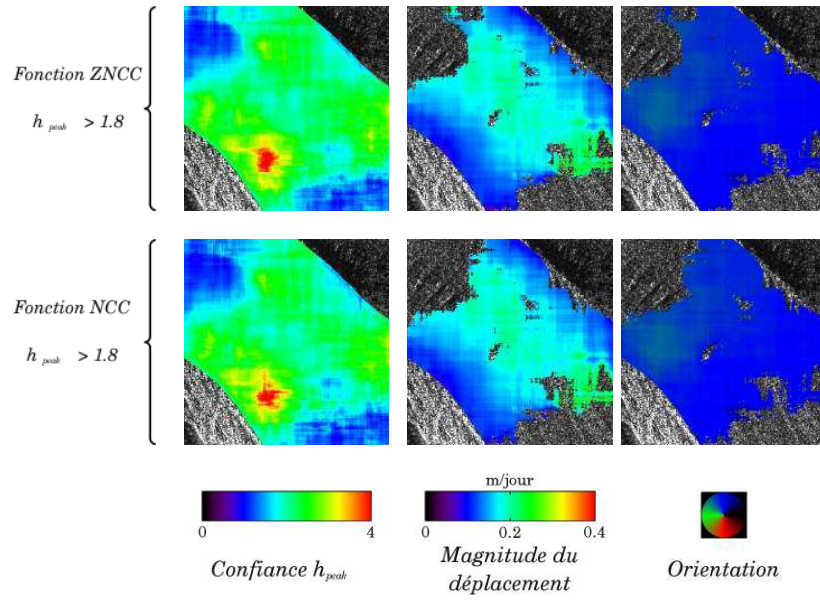 Fonction ZNCC
h peak > 1.8
Fonction NCC
h peak > 1.8
m/jour
0 4
0 0.2 0.4
Confiance h peak
Magnitude du
déplacement
Orientation